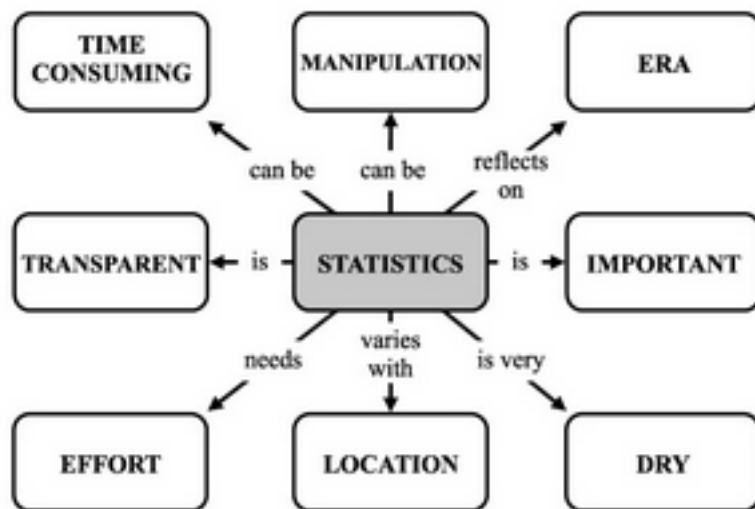 TIME
CONSUMING
MANIPULATION
ERA
can be
can be
reflects
on
TRANSPARENT
is
STATISTICS
is
IMPORTANT
needs
varies
with
is very
EFFORT
LOCATION
DRY